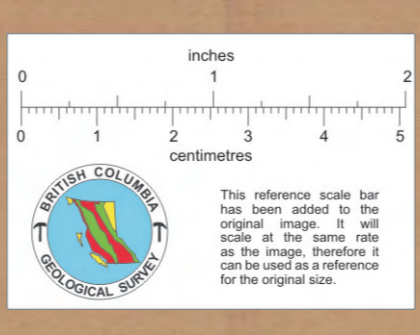 inches
0 1 2
0 1 2 3 4 5
centimetres
BRITISH COLUMBIA
GEOLOGICAL SURVEY
This reference scale bar
has been added to the
original image. It will
scale at the same rate
as the image, therefore it
can be used as a reference
for the original size.